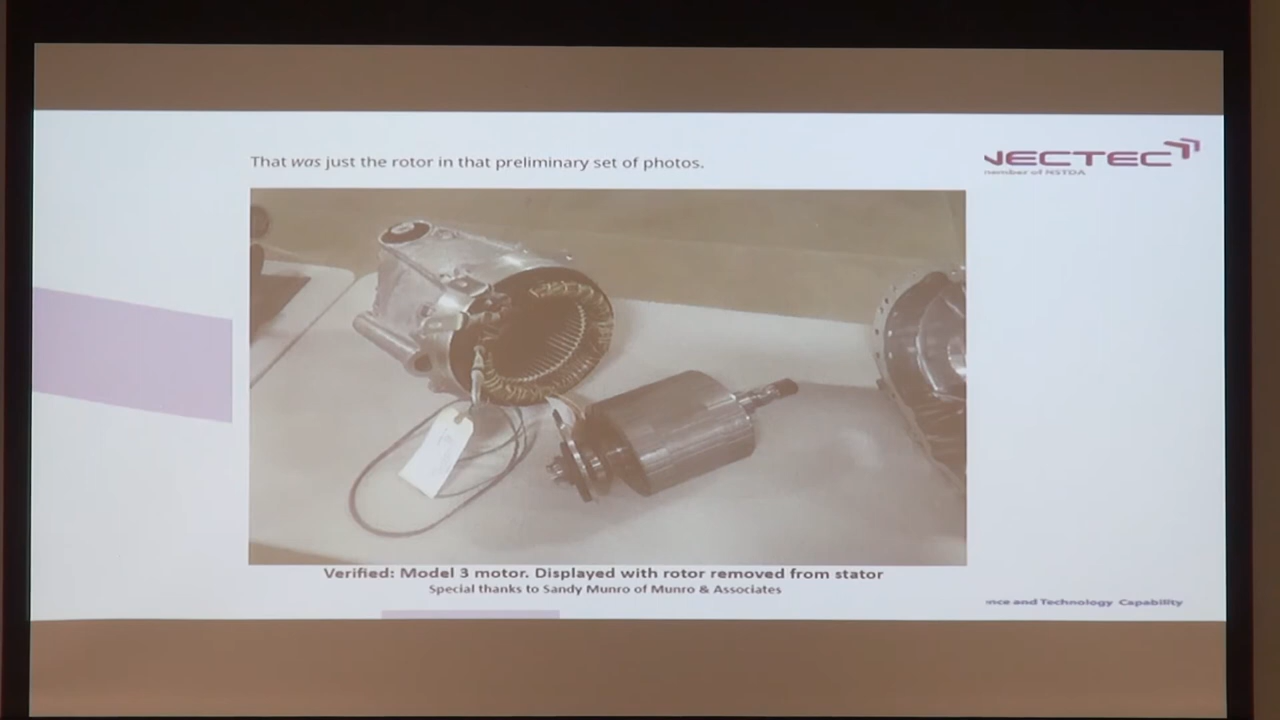 That was just the rotor in that preliminary set of photos.
NECTEC
member of NSTDA
Verified: Model 3 motor. Displayed with rotor removed from stator
Special thanks to Sandy Munro of Munro & Associates
and Technology Capability